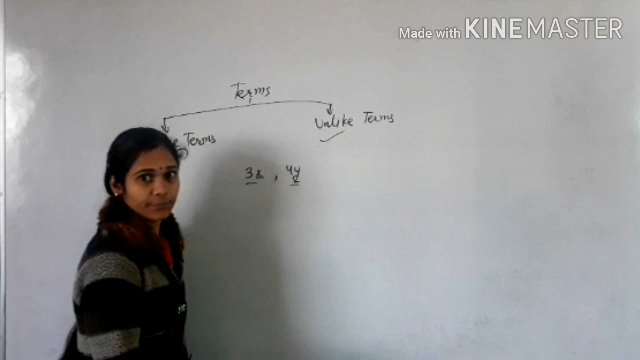 Made with KINEMASTER
Terms
Terms
Unlike Terms
3x , 4y